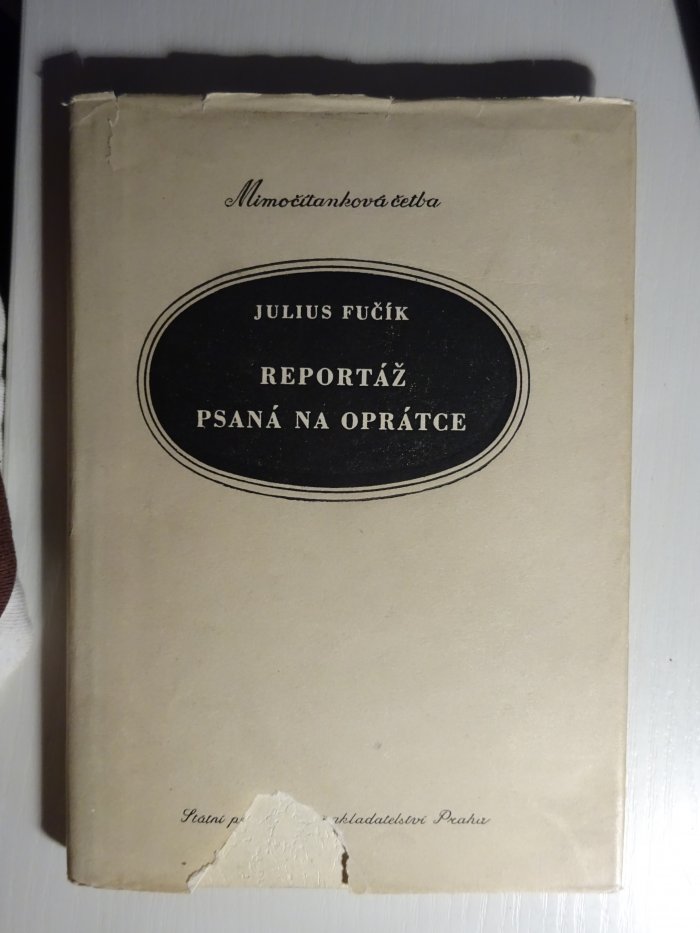 Mimočítanková četba
JULIUS FUČÍK
REPORTÁŽ
PSANÁ NA OPRÁTCE
Státní Praha